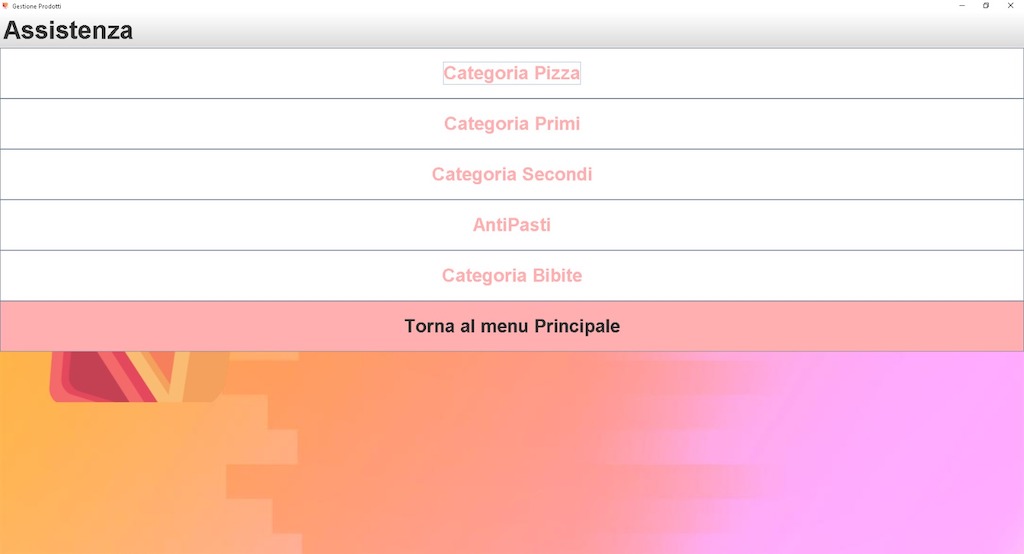 Gestione Prodotti
Assistenza
Categoria Pizza
Categoria Primi
Categoria Secondi
AntiPasti
Categoria Bibite
Torna al menu Principale